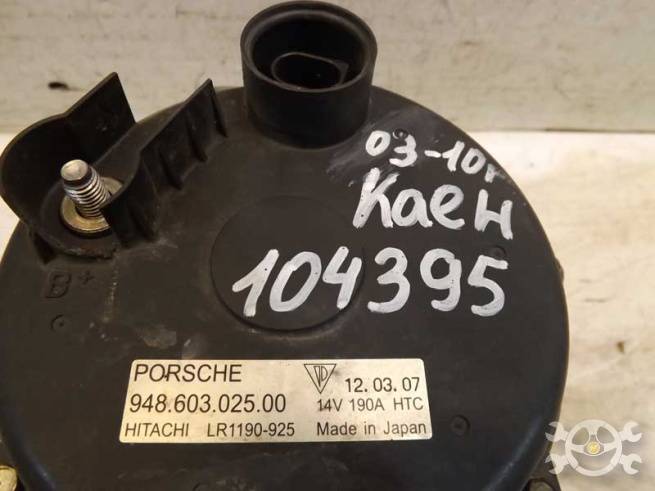 03-10г
Каен
104395
B+
PORSCHE 12.03.07
948.603.025.00 14V 190A HTC
HITACHI LR1190-925 Made in Japan